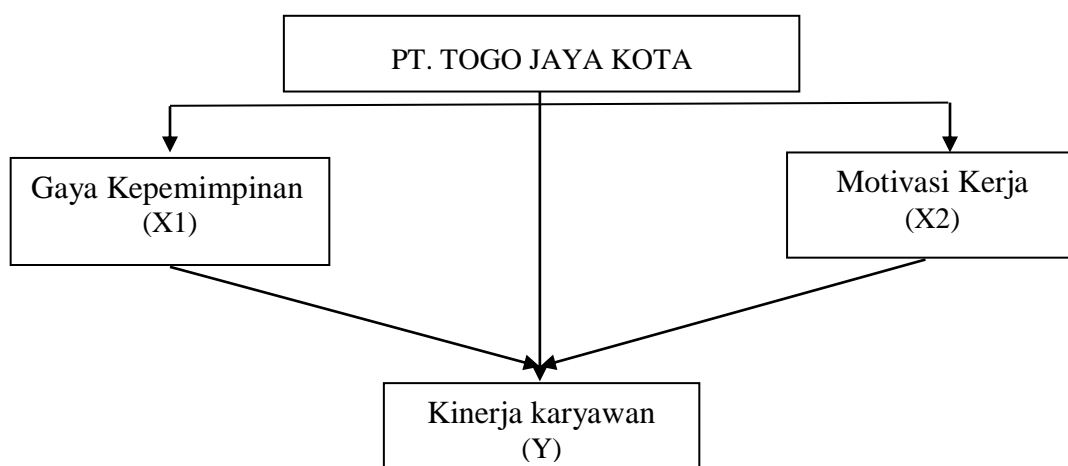 PT. TOGO JAYA KOTA
Gaya Kepemimpinan
(X1)
Motivasi Kerja
(X2)
Kinerja karyawan
(Y)